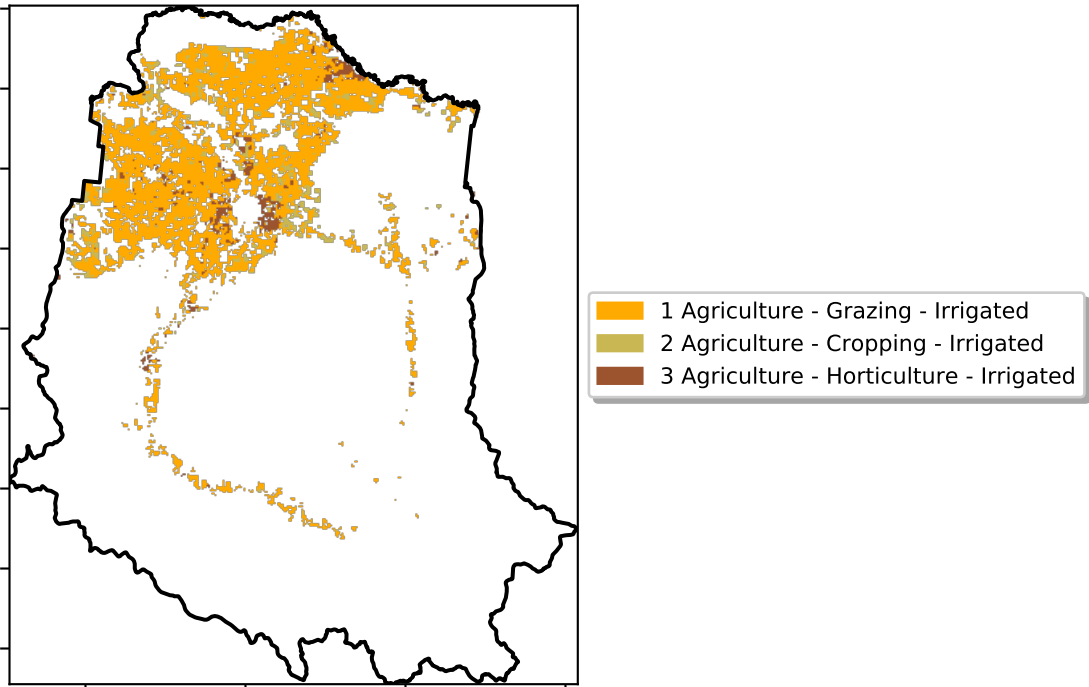 1 Agriculture - Grazing - Irrigated
2 Agriculture - Cropping - Irrigated
3 Agriculture - Horticulture - Irrigated